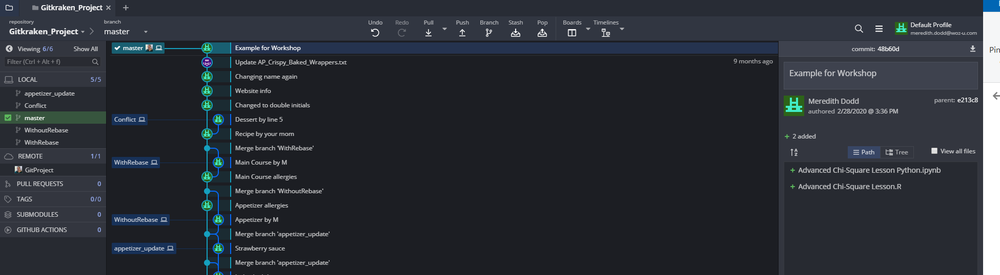 Gitkraken_Project
repository
Gitkraken_Project
branch
master
Undo
Redo
Pull
Push
Branch
Stash
Pop
Boards
Timelines
Default Profile
meredith.dodd@woz-u.com
Viewing 6/6
Show All
Filter (Ctrl + Alt + f)
LOCAL 5/5
appetizer_update
Conflict
master
WithoutRebase
WithRebase
REMOTE 1/1
GitProject
PULL REQUESTS 0
TAGS 0/0
SUBMODULES 0
GITHUB ACTIONS 0
master
Example for Workshop
Update AP_Crispy_Baked_Wrappers.txt
9 months ago
Changing name again
Website info
Changed to double initials
Conflict
Dessert by line 5
Recipe by your mom
Merge branch 'WithRebase'
WithRebase
Main Course by M
Main Course allergies
Merge branch 'WithoutRebase'
Appetizer allergies
WithoutRebase
Appetizer by M
Merge branch 'appetizer_update'
appetizer_update
Strawberry sauce
Merge branch 'appetizer_update'
commit: 48b60d
Example for Workshop
Meredith Dodd
parent: e213c8
authored 2/28/2020 @ 3:36 PM
+ 2 added
Path
Tree
View all files
+ Advanced Chi-Square Lesson Python.ipynb
+ Advanced Chi-Square Lesson.R
Pin